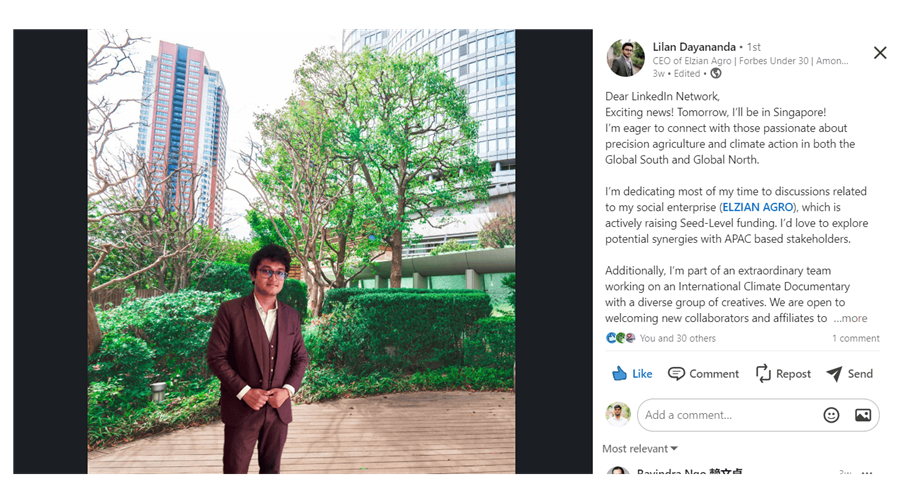 Lilan Dayananda • 1st
CEO of Elzian Agro | Forbes Under 30 | Amon...
3w • Edited •
Dear LinkedIn Network,
Exciting news! Tomorrow, I'll be in Singapore!
I'm eager to connect with those passionate about
precision agriculture and climate action in both the
Global South and Global North.
I'm dedicating most of my time to discussions related
to my social enterprise (ELZIAN AGRO), which is
actively raising Seed-Level funding. I'd love to explore
potential synergies with APAC based stakeholders.
Additionally, I'm part of an extraordinary team
working on an International Climate Documentary
with a diverse group of creatives. We are open to
welcoming new collaborators and affiliates to ...more
You and 30 others 1 comment
Like Comment Repost Send
Add a comment...
Most relevant
Ravindra Ngo